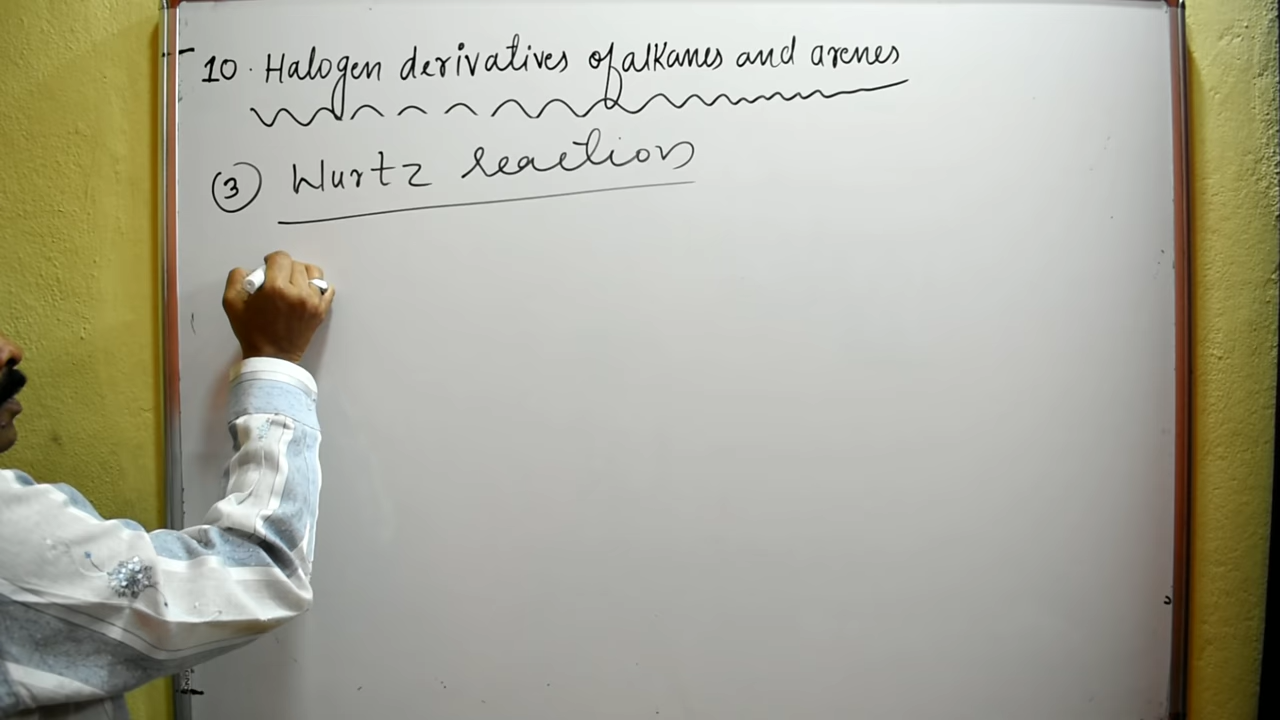 10. Halogen derivatives of alkanes and arenes
③ Wurtz reaction